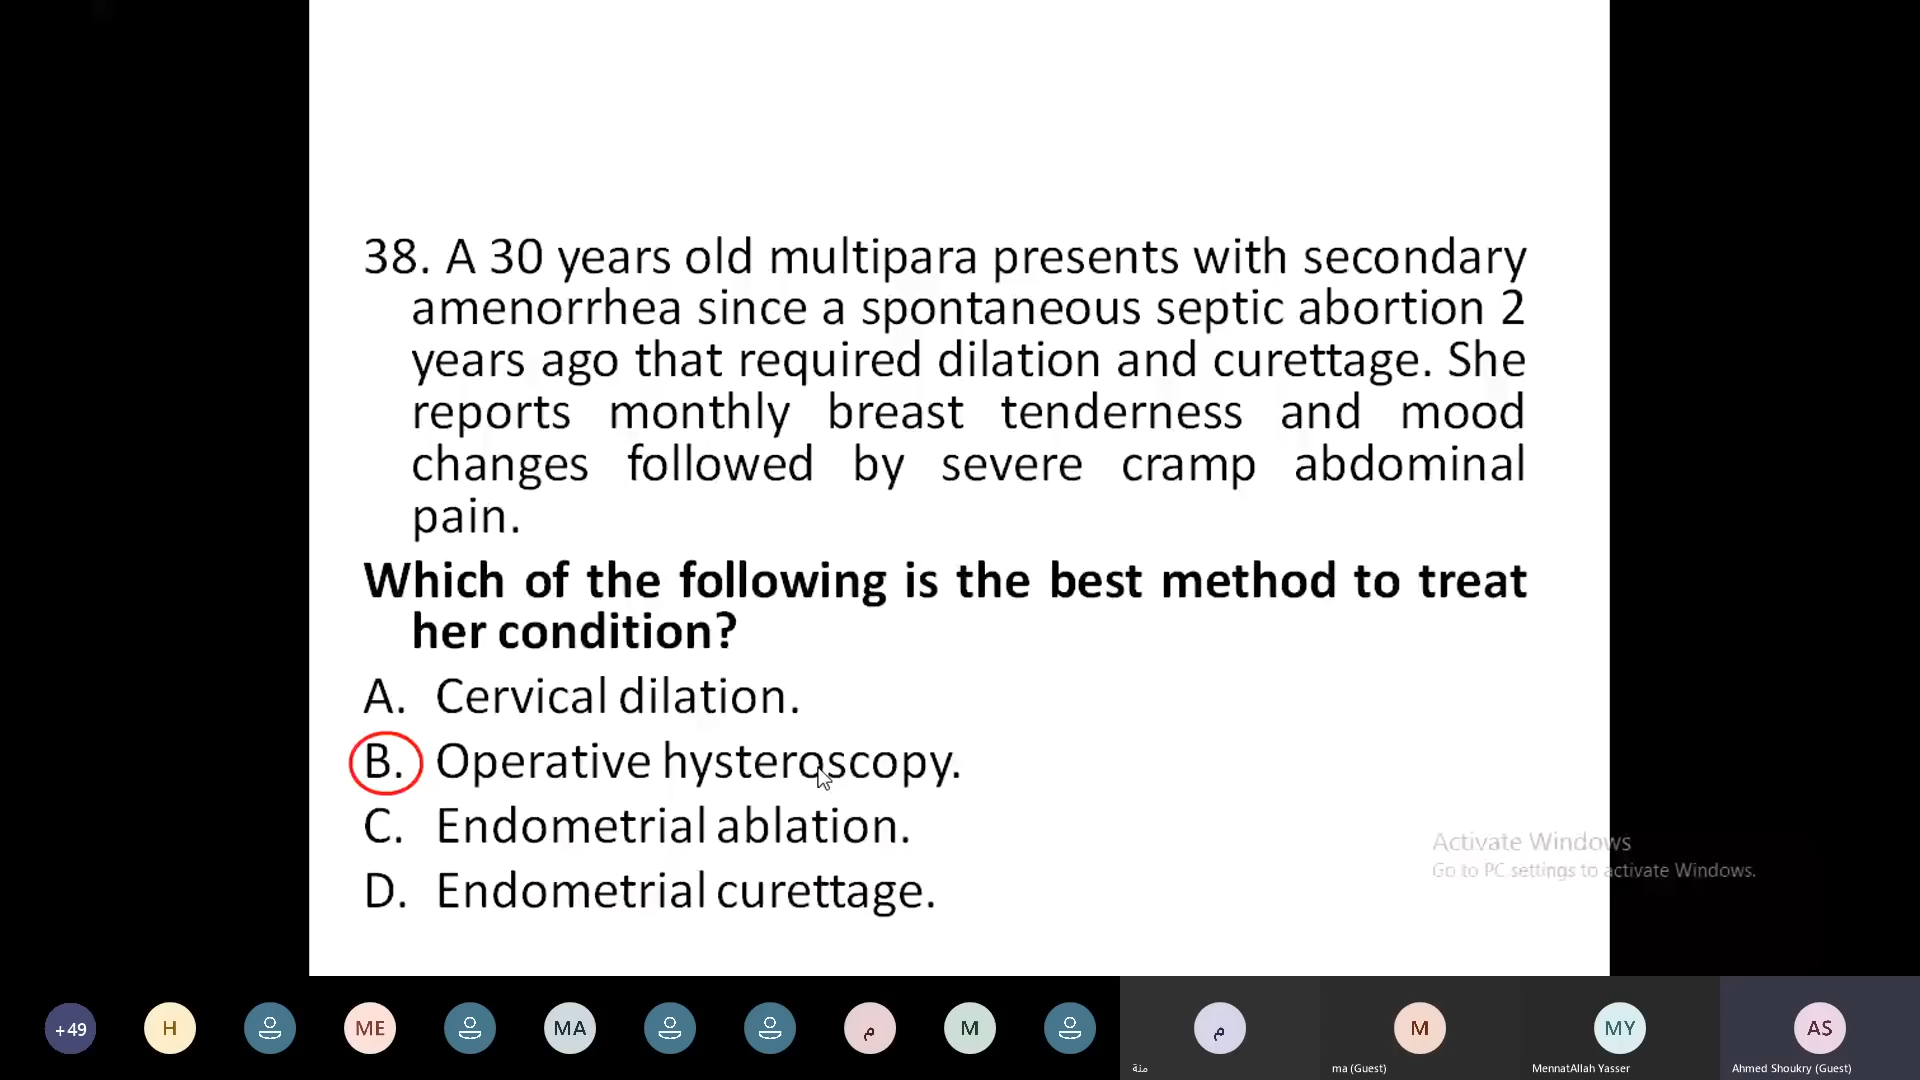 38. A 30 years old multipara presents with secondary
amenorrhea since a spontaneous septic abortion 2
years ago that required dilation and curettage. She
reports monthly breast tenderness and mood
changes followed by severe cramp abdominal
pain.
Which of the following is the best method to treat
her condition?
A. Cervical dilation.
B. Operative hysteroscopy.
C. Endometrial ablation.
D. Endometrial curettage.
Activate Windows
Go to PC settings to activate Windows.
+49
H
ME
MA
م
M
م
M
MY
AS
منة
ma (Guest)
MennatAllah Yasser
Ahmed Shoukry (Guest)